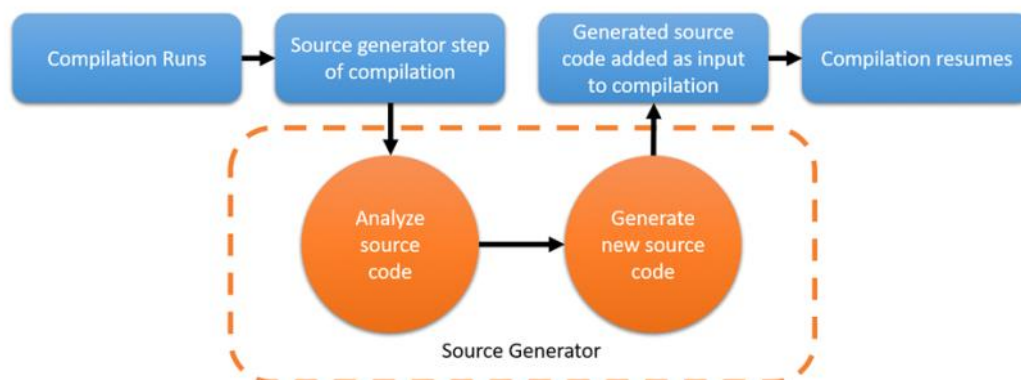 Compilation Runs
Source generator step
of compilation
Generated source
code added as input
to compilation
Compilation resumes
Analyze
source
code
Generate
new source
code
Source Generator